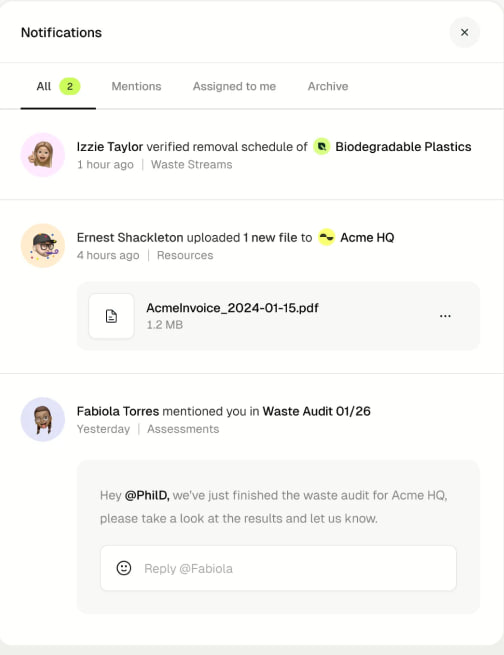 Notifications
All 2 Mentions Assigned to me Archive
Izzie Taylor verified removal schedule of Biodegradable Plastics
1 hour ago | Waste Streams
Ernest Shackleton uploaded 1 new file to Acme HQ
4 hours ago | Resources
AcmeInvoice_2024-01-15.pdf
1.2 MB
Fabiola Torres mentioned you in Waste Audit 01/26
Yesterday | Assessments
Hey @PhilD, we've just finished the waste audit for Acme HQ,
please take a look at the results and let us know.
Reply @Fabiola